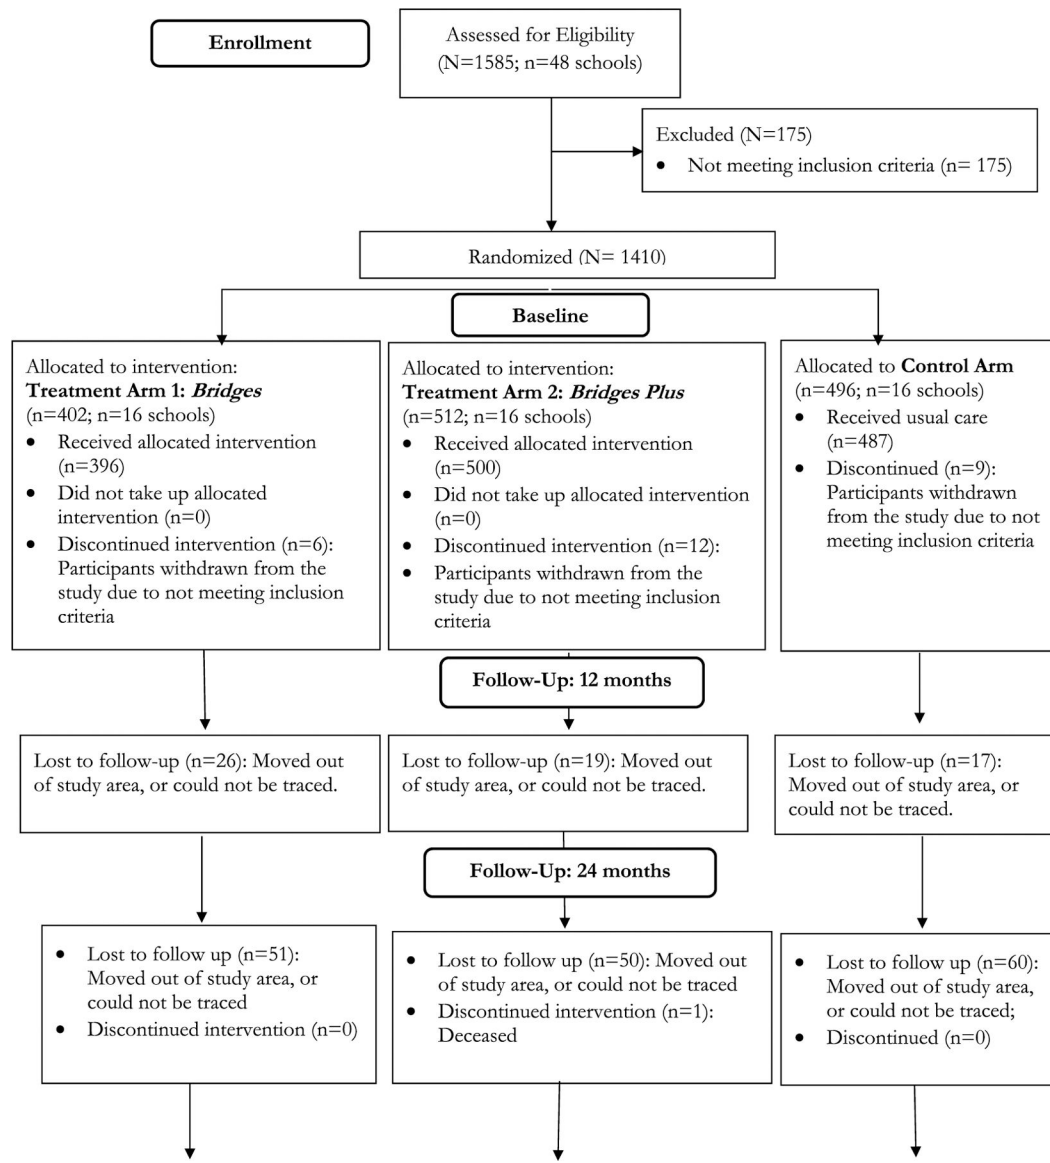 Enrollment
Assessed for Eligibility
(N=1585; n=48 schools)
Excluded (N=175)
• Not meeting inclusion criteria (n= 175)
Randomized (N= 1410)
Baseline
Allocated to intervention:
Treatment Arm 1: Bridges
(n=402; n=16 schools)
• Received allocated intervention
(n=396)
• Did not take up allocated
intervention (n=0)
• Discontinued intervention (n=6):
Participants withdrawn from the
study due to not meeting inclusion
criteria
Allocated to intervention:
Treatment Arm 2: Bridges Plus
(n=512; n=16 schools)
• Received allocated intervention
(n=500)
• Did not take up allocated intervention
(n=0)
• Discontinued intervention (n=12):
• Participants withdrawn from the
study due to not meeting inclusion
criteria
Allocated to Control Arm
(n=496; n=16 schools)
• Received usual care
(n=487)
• Discontinued (n=9):
Participants withdrawn
from the study due to not
meeting inclusion criteria
Follow-Up: 12 months
Lost to follow-up (n=26): Moved out
of study area, or could not be traced.
Lost to follow-up (n=19): Moved out
of study area, or could not be traced.
Lost to follow-up (n=17):
Moved out of study area, or
could not be traced.
Follow-Up: 24 months
• Lost to follow up (n=51):
Moved out of study area, or
could not be traced
• Discontinued intervention (n=0)
• Lost to follow up (n=50): Moved out
of study area, or could not be traced
• Discontinued intervention (n=1):
Deceased
• Lost to follow up (n=60):
Moved out of study area,
or could not be traced;
• Discontinued (n=0)